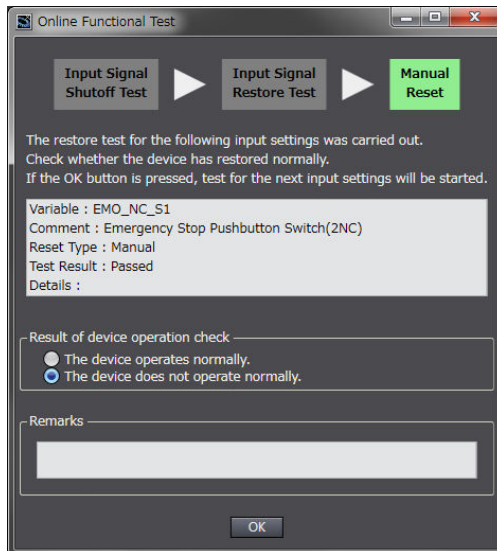 Online Functional Test
Input Signal
Shutoff Test
Input Signal
Restore Test
Manual
Reset
The restore test for the following input settings was carried out.
Check whether the device has restored normally.
If the OK button is pressed, test for the next input settings will be started.
Variable : EMO_NC_S1
Comment : Emergency Stop Pushbutton Switch(2NC)
Reset Type : Manual
Test Result : Passed
Details :
Result of device operation check
The device operates normally.
The device does not operate normally.
Remarks
OK